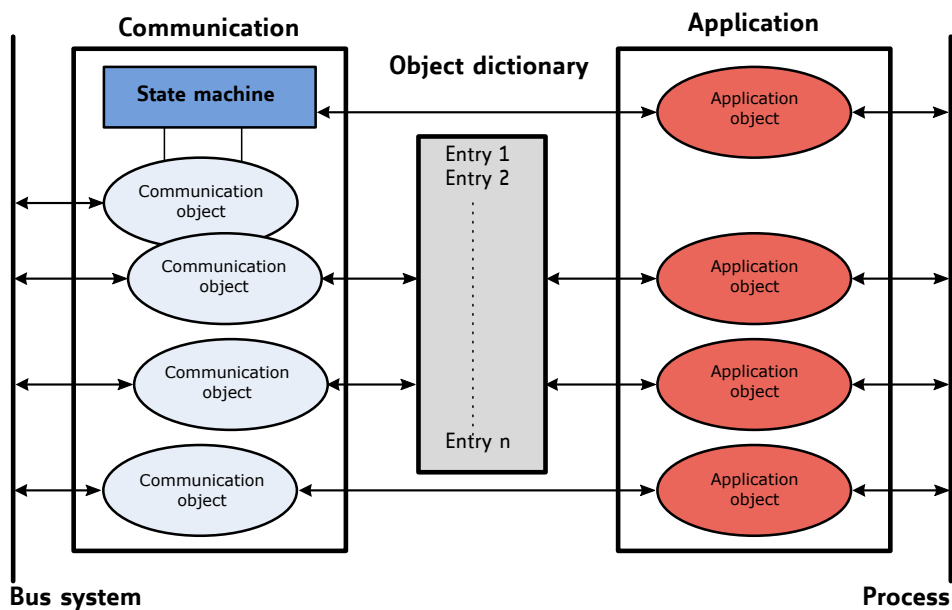 Communication
Application
Object dictionary
State machine
Application
object
Entry 1
Entry 2
Communication
object
Communication
object
Application
object
Communication
object
Application
object
Entry n
Communication
object
Application
object
Bus system
Process